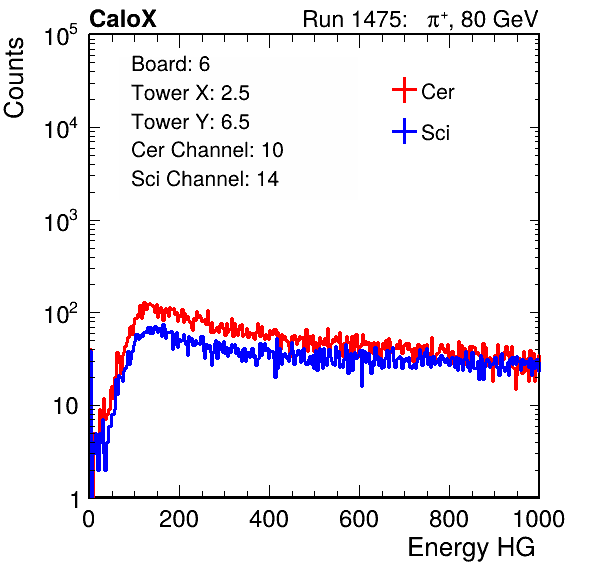 CaloX Run 1475: π⁺, 80 GeV
Counts
10⁵
10⁴
10³
10²
10
1
Board: 6
Tower X: 2.5
Tower Y: 6.5
Cer Channel: 10
Sci Channel: 14
Cer
Sci
0 200 400 600 800 1000
Energy HG